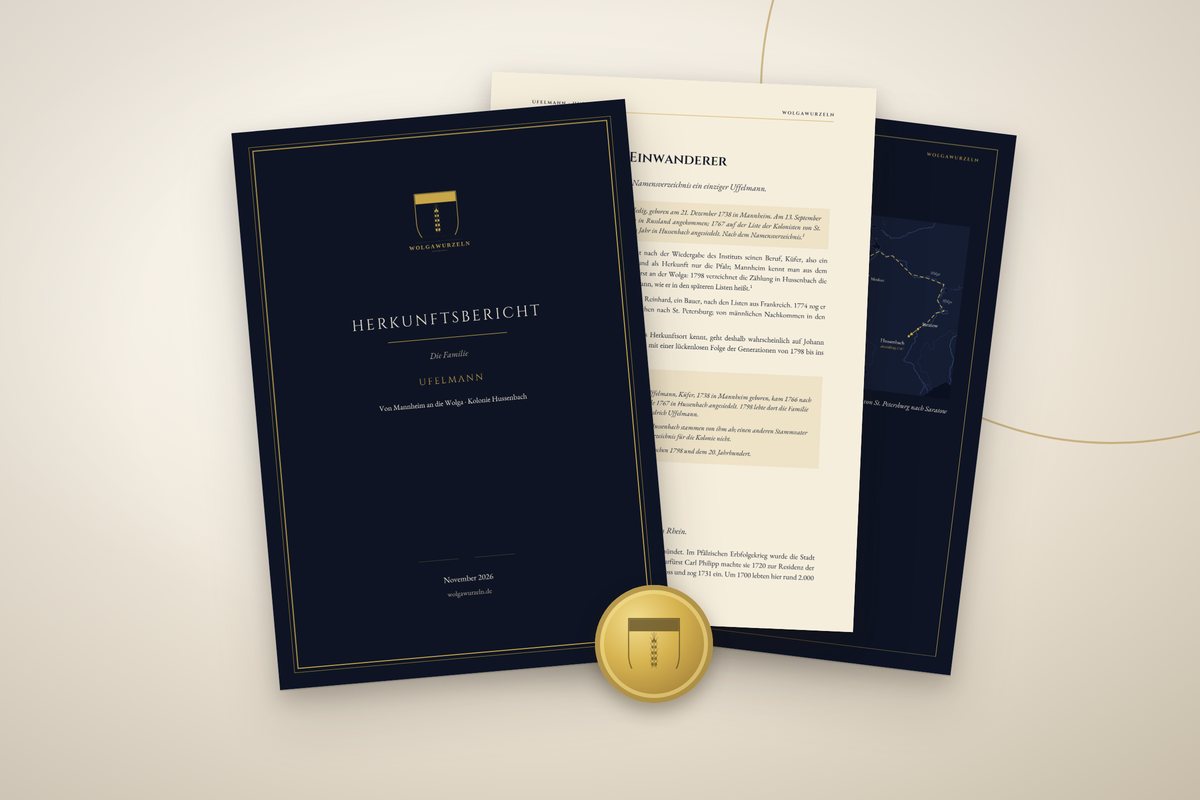 WOLGAWURZELN
HERKUNFTSBERICHT
Die Familie
UFELMANN
Von Mannheim an die Wolga · Kolonie Hussenbach
November 2026
wolgawurzeln.de
UFELMANN
WOLGAWURZELN
EINWANDERER
Namensverzeichnis ein einziger Uffelmann.
ledig, geboren am 21. Dezember 1738 in Mannheim. Am 13. September
in Russland angekommen; 1767 auf der Liste der Kolonisten von St.
Jahr in Hussenbach angesiedelt. Nach dem Namensverzeichnis.¹
nach der Wiedergabe des Instituts seinen Beruf, Küfer, also ein
und als Herkunft nur die Pfalz; Mannheim kennt man aus dem
erst an der Wolga: 1798 verzeichnet die Zählung in Hussenbach die
ann, wie er in den späteren Listen heißt.²
Reinhard, ein Bauer, nach den Listen aus Frankreich. 1774 zog er
chen nach St. Petersburg; von männlichen Nachkommen in den
Herkunftsort kennt, geht deshalb wahrscheinlich auf Johann
mit einer lückenlosen Folge der Generationen von 1798 bis ins
Uffelmann, Küfer, 1738 in Mannheim geboren, kam 1766 nach
1767 in Hussenbach angesiedelt. 1798 lebte dort die Familie
drich Uffelmann.
Hussenbach stammen von ihm ab; einen anderen Stammvater
zeichnis für die Kolonie nicht.
schen 1798 und dem 20. Jahrhundert.
Rhein.
ündet. Im Pfälzischen Erbfolgekrieg wurde die Stadt
urfürst Carl Philipp machte sie 1720 zur Residenz der
oss und zog 1731 ein. Um 1700 lebten hier rund 2.000
WOLGAWURZELN
Moskau
Saratow
Hussenbach
von St. Petersburg nach Saratow